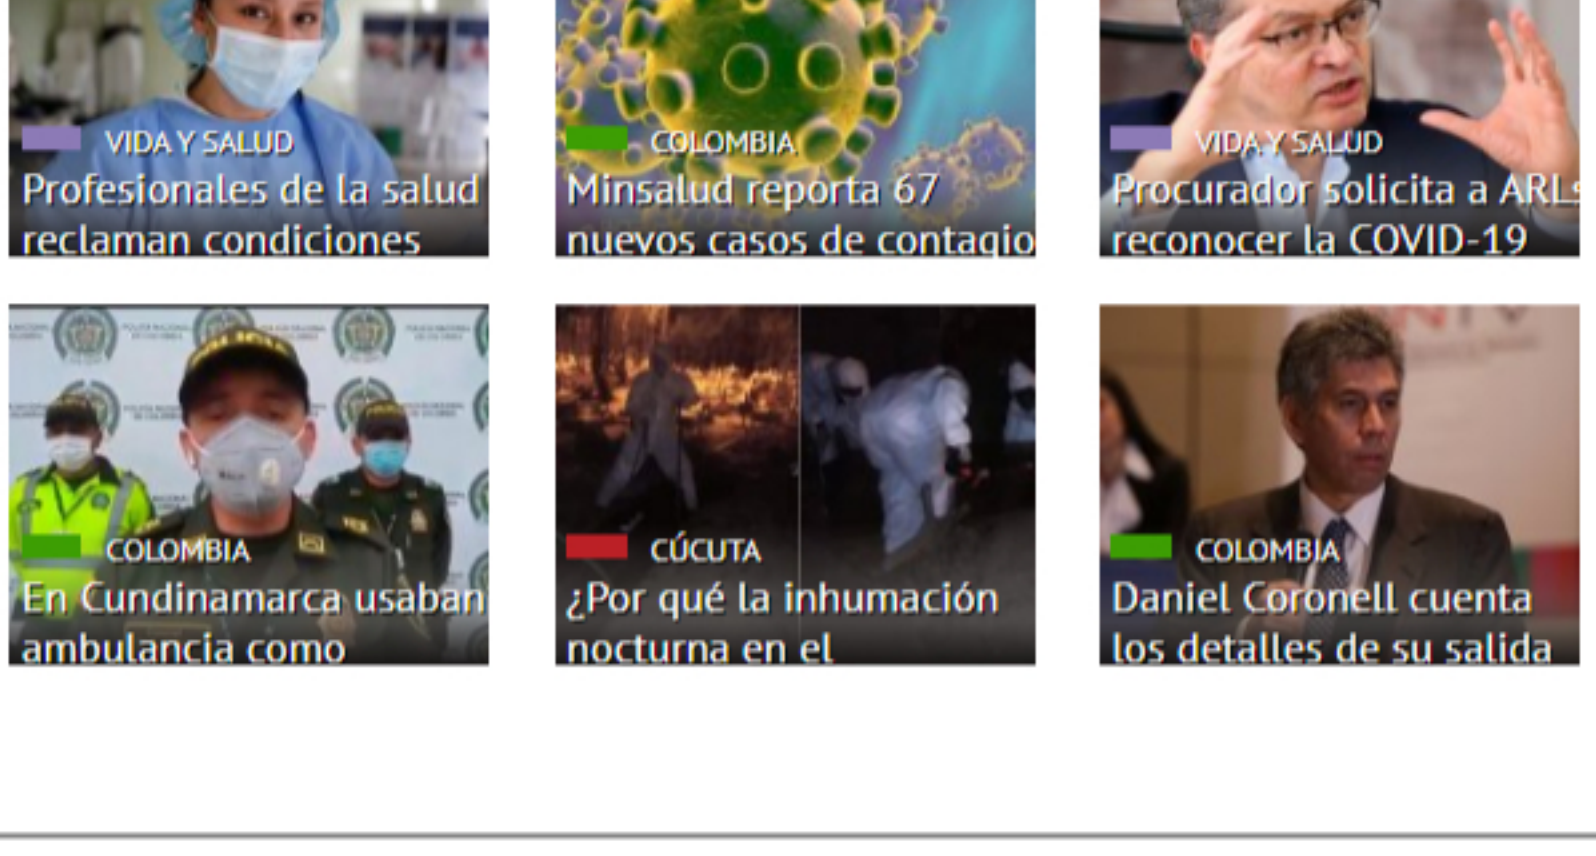 VIDA Y SALUD
Profesionales de la salud
reclaman condiciones
COLOMBIA
Minsalud reporta 67
nuevos casos de contagio
VIDA Y SALUD
Procurador solicita a ARLs
reconocer la COVID-19
COLOMBIA
En Cundinamarca usaban
ambulancia como
CÚCUTA
¿Por qué la inhumación
nocturna en el
COLOMBIA
Daniel Coronell cuenta
los detalles de su salida